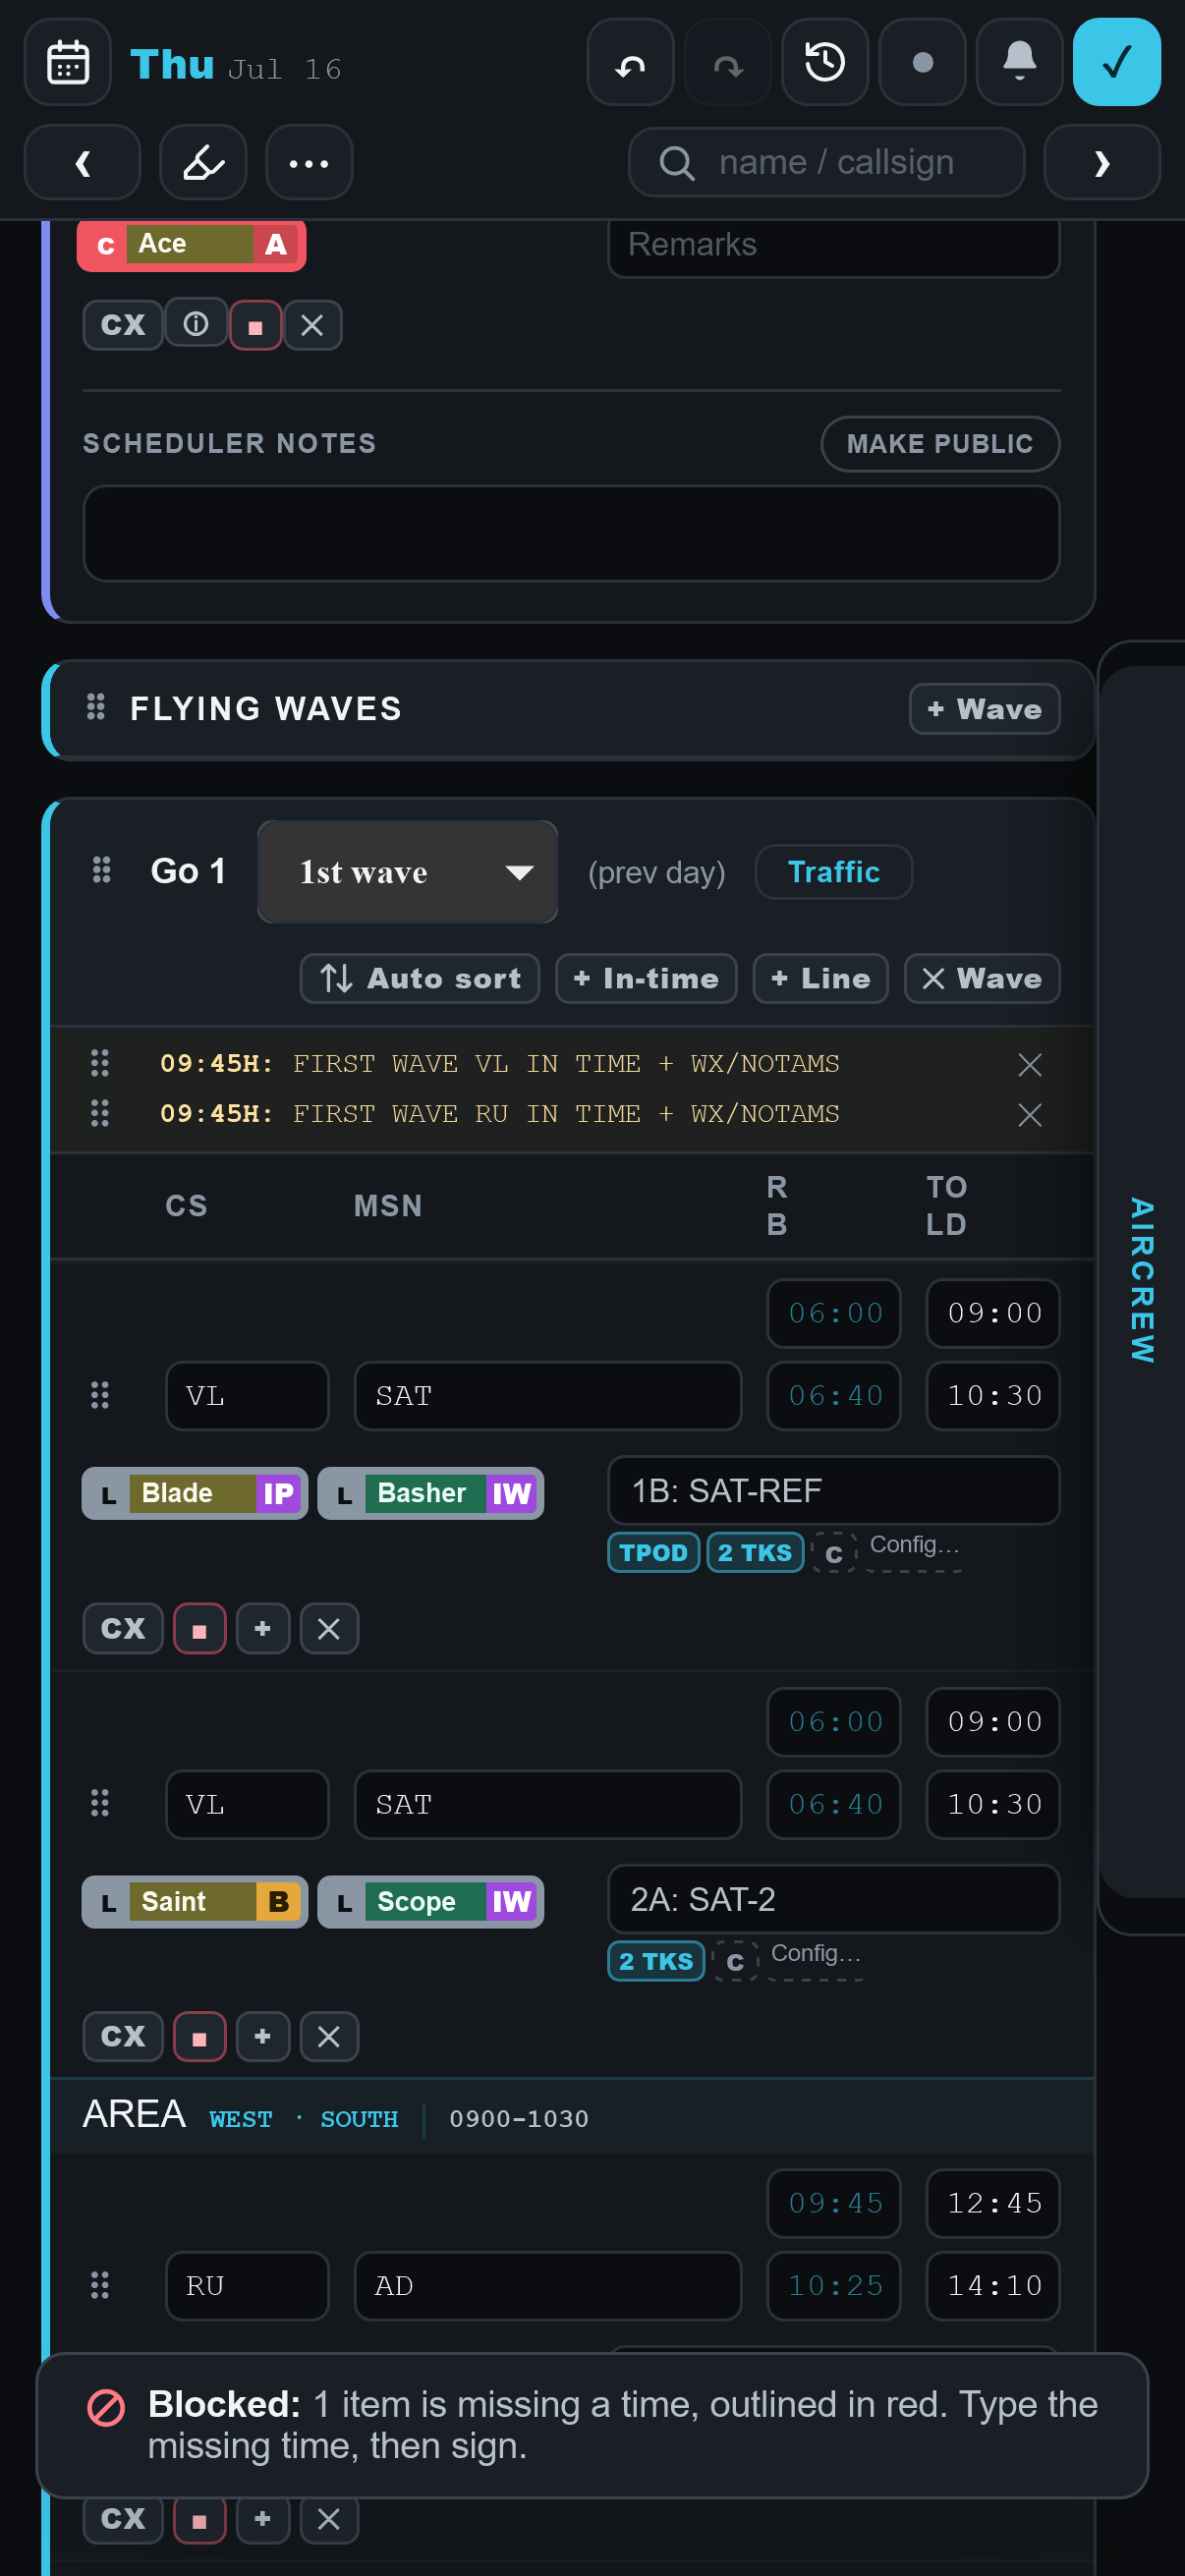 Thu Jul 16
name / callsign
C Ace A
Remarks
CX
SCHEDULER NOTES
MAKE PUBLIC
FLYING WAVES
+ Wave
Go 1
1st wave
(prev day)
Traffic
Auto sort
+ In-time
+ Line
× Wave
09:45H: FIRST WAVE VL IN TIME + WX/NOTAMS
09:45H: FIRST WAVE RU IN TIME + WX/NOTAMS
CS
MSN
R
B
TO
LD
06:00
09:00
VL
SAT
06:40
10:30
L Blade IP
L Basher IW
1B: SAT-REF
TPOD
2 TKS
C
Config...
CX
+
06:00
09:00
VL
SAT
06:40
10:30
L Saint B
L Scope IW
2A: SAT-2
2 TKS
C
Config...
CX
+
AREA WEST · SOUTH | 0900-1030
09:45
12:45
RU
AD
10:25
14:10
Blocked: 1 item is missing a time, outlined in red. Type the
missing time, then sign.
CX
+
AIRCREW